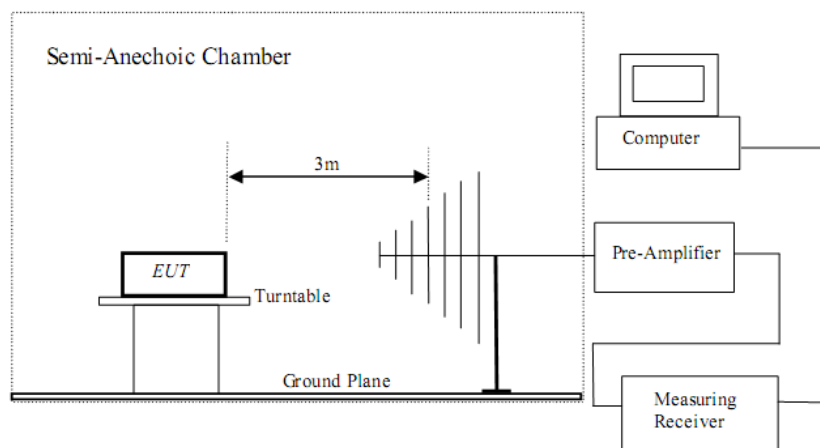 Semi-Anechoic Chamber
3m
EUT
Turntable
Ground Plane
Computer
Pre-Amplifier
Measuring
Receiver